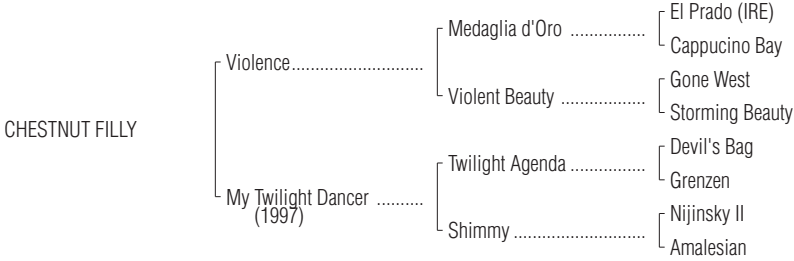 El Prado (IRE)
Medaglia d'Oro ................
Cappucino Bay
Violence............................
Gone West
Violent Beauty ..................
Storming Beauty
CHESTNUT FILLY
Devil's Bag
Twilight Agenda ................
Grenzen
My Twilight Dancer ..........
(1997)
Nijinsky II
Shimmy ............................
Amalesian